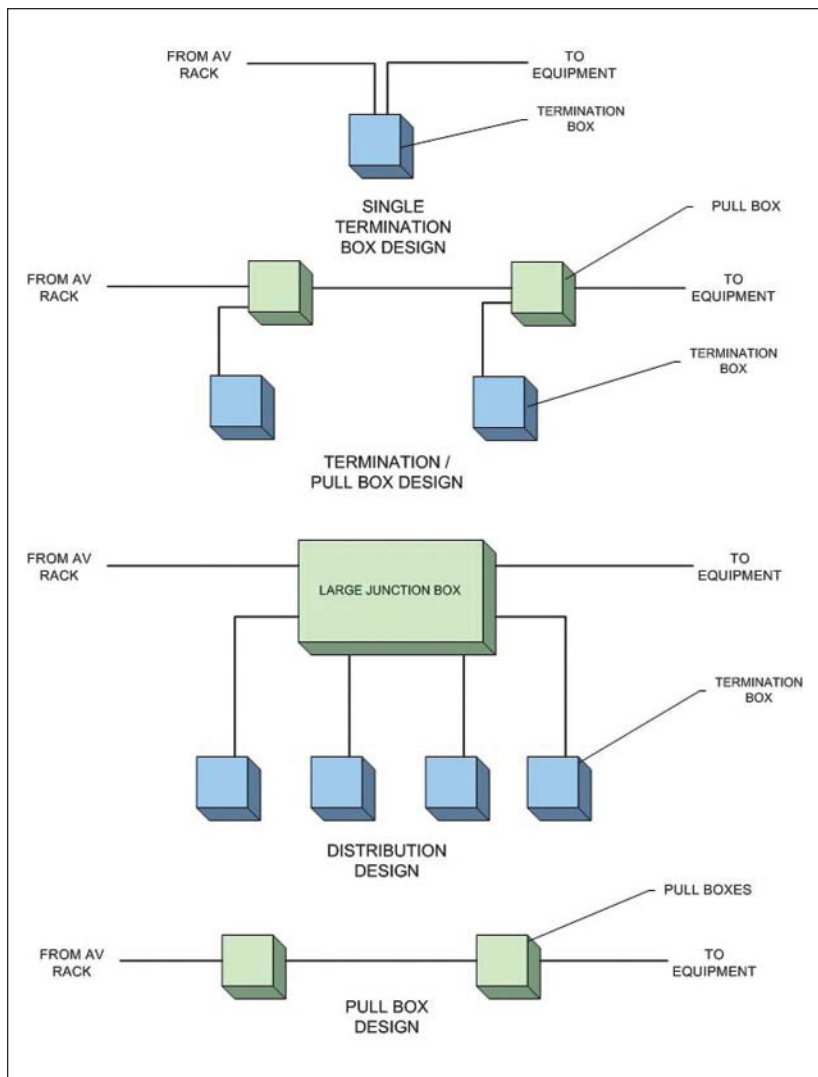 FROM AV
RACK
TO
EQUIPMENT
TERMINATION
BOX
SINGLE
TERMINATION
BOX DESIGN
PULL BOX
FROM AV
RACK
TO
EQUIPMENT
TERMINATION
BOX
TERMINATION /
PULL BOX DESIGN
FROM AV
RACK
LARGE JUNCTION BOX
TO
EQUIPMENT
TERMINATION
BOX
DISTRIBUTION
DESIGN
PULL BOXES
FROM AV
RACK
TO
EQUIPMENT
PULL BOX
DESIGN